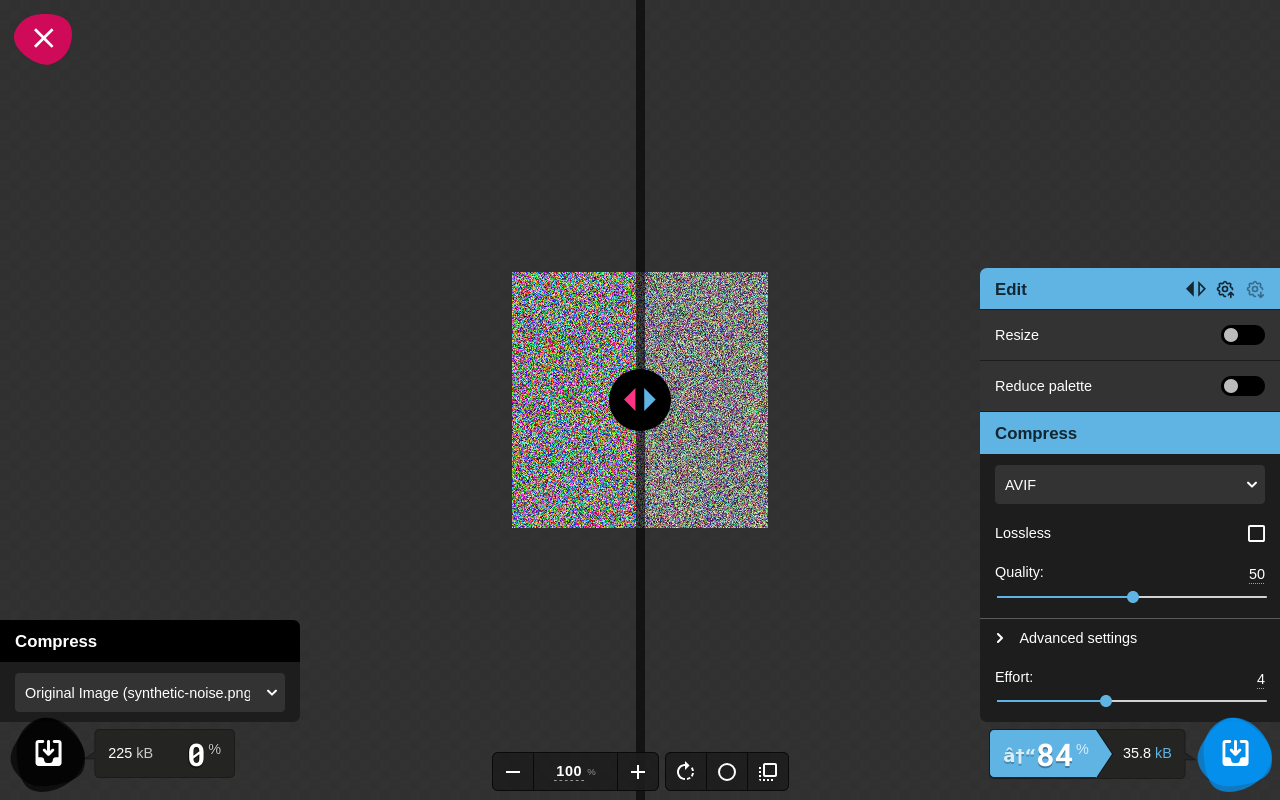 Edit
Resize
Reduce palette
Compress
AVIF
Lossless
Quality:
50
Advanced settings
Effort:
4
Compress
Original Image (synthetic-noise.png
225 kB
0 %
100 %
â†“84 %
35.8 kB